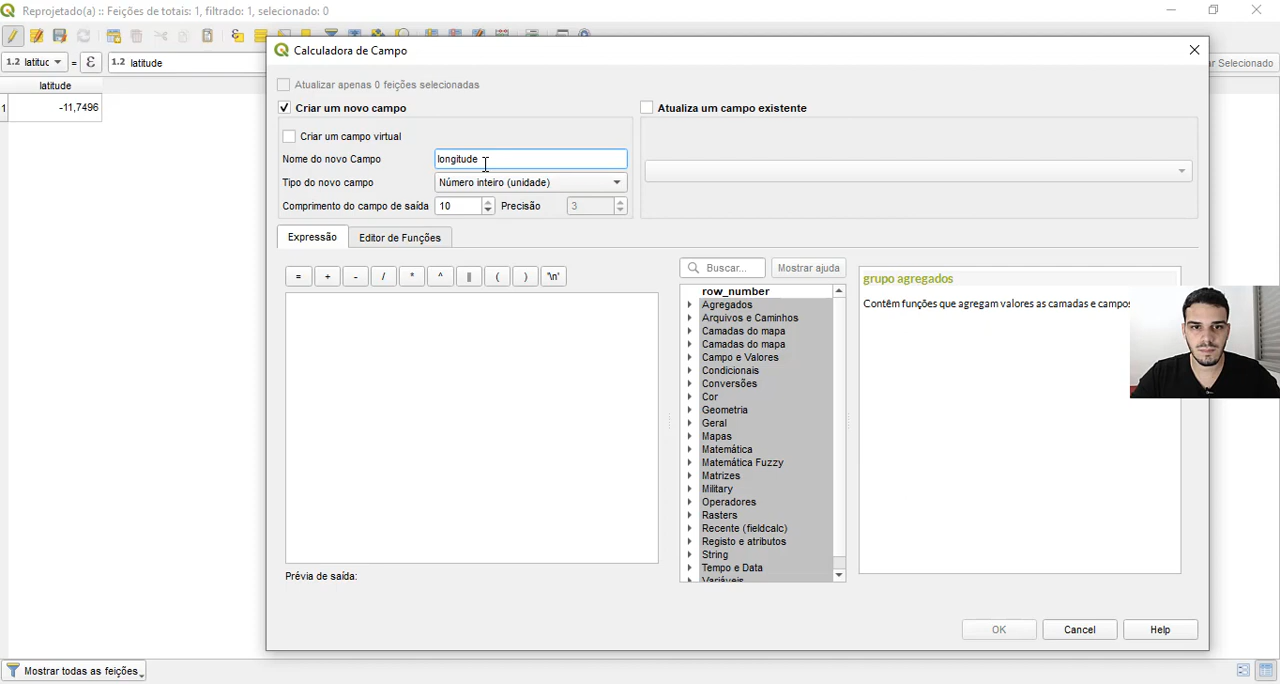 Reprojetado(a) :: Feições de totais: 1, filtrado: 1, selecionado: 0
1.2 latituc = ε 1.2 latitude
ar Selecionado
latitude
1 -11,7496
Calculadora de Campo
Atualizar apenas 0 feições selecionadas
Criar um novo campo
Atualiza um campo existente
Criar um campo virtual
Nome do novo Campo longitude
Tipo do novo campo Número inteiro (unidade)
Comprimento do campo de saída 10 Precisão 3
Expressão Editor de Funções
= + - / * ^ || ( ) '\n'
Buscar... Mostrar ajuda
row_number
Agregados
Arquivos e Caminhos
Camadas do mapa
Camadas do mapa
Campo e Valores
Condicionais
Conversões
Cor
Geometria
Geral
Mapas
Matemática
Matemática Fuzzy
Matrizes
Military
Operadores
Rasters
Recente (fieldcalc)
Registo e atributos
String
Tempo e Data
Variáveis
grupo agregados
Contêm funções que agregam valores as camadas e campos
Prévia de saída:
OK Cancel Help
Mostrar todas as feições